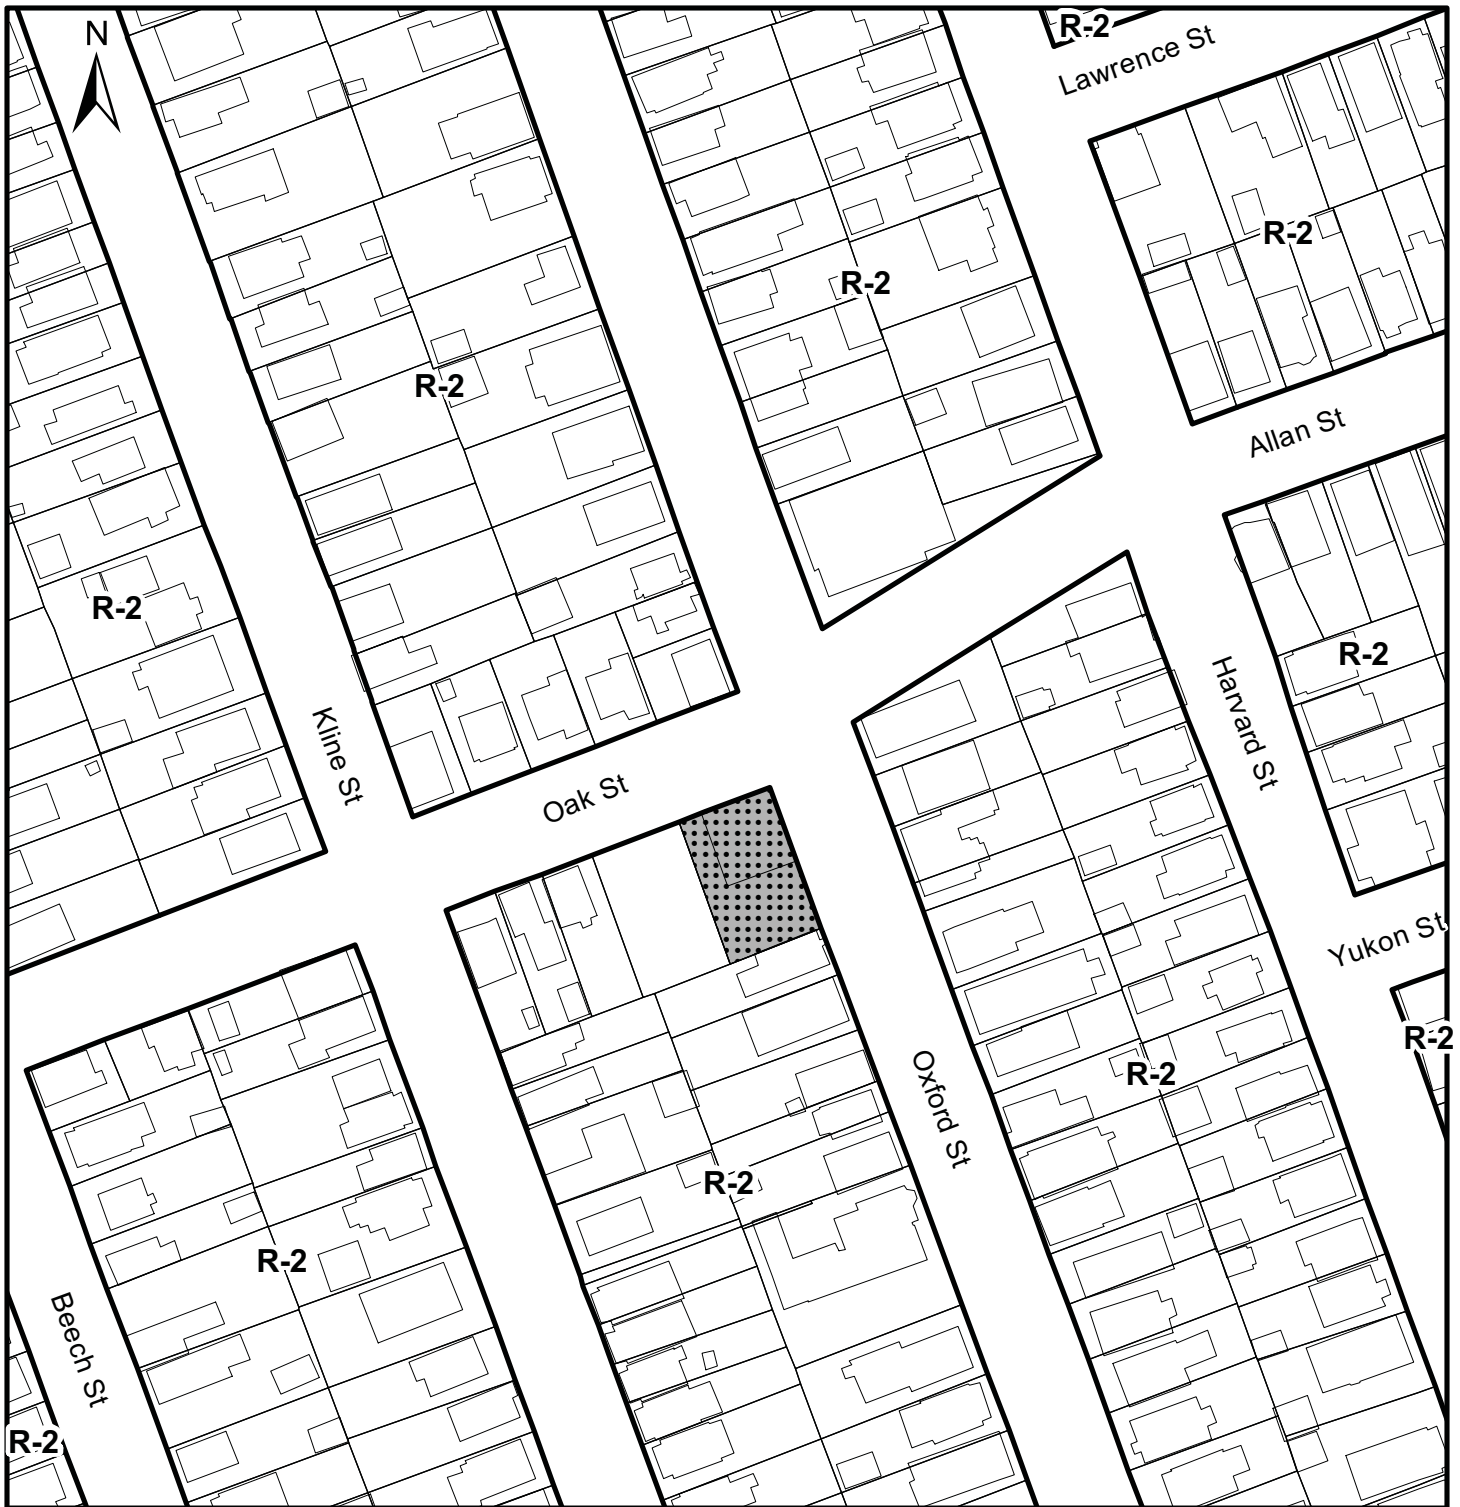 R-2
N
Lawrence St
R-2
R-2
R-2
Allan St
R-2
R-2
Harvard St
Kline St
Oak St
Yukon St
R-2
Oxford St
R-2
R-2
R-2
Beech St
R-2